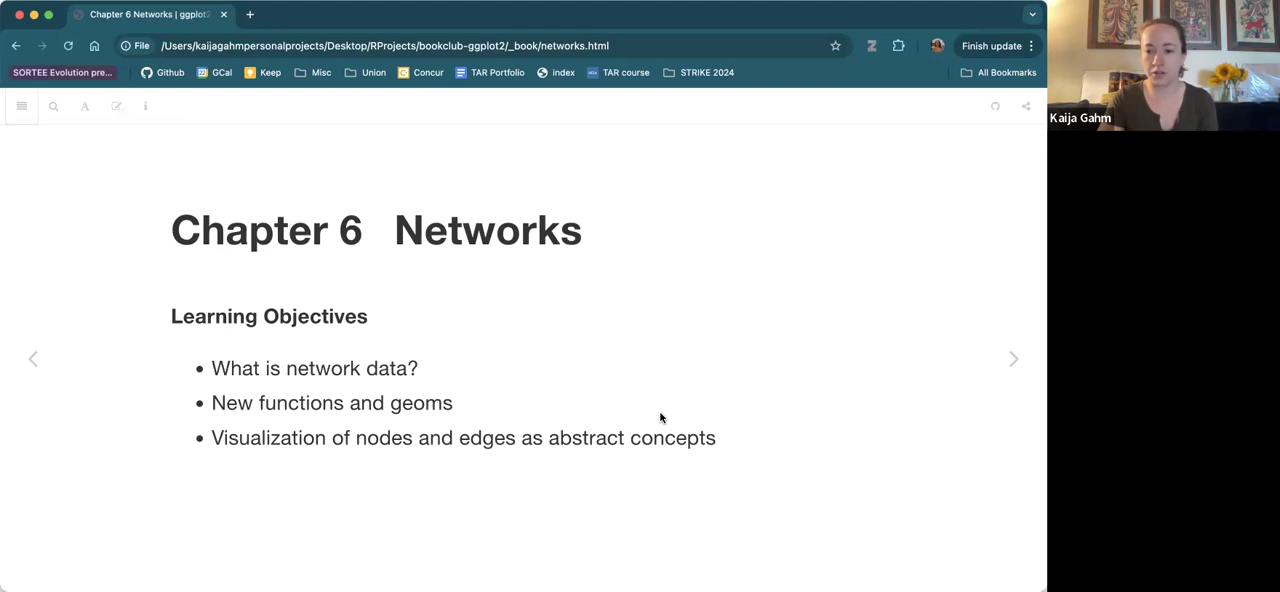 Chapter 6 Networks | ggplot2
File
/Users/kaijagahmpersonalprojects/Desktop/RProjects/bookclub-ggplot2/_book/networks.html
Finish update
SORTEE Evolution pre...
Github
GCal
Keep
Misc
Union
Concur
TAR Portfolio
index
TAR course
STRIKE 2024
All Bookmarks
Kaija Gahm
Chapter 6 Networks
Learning Objectives
• What is network data?
• New functions and geoms
• Visualization of nodes and edges as abstract concepts